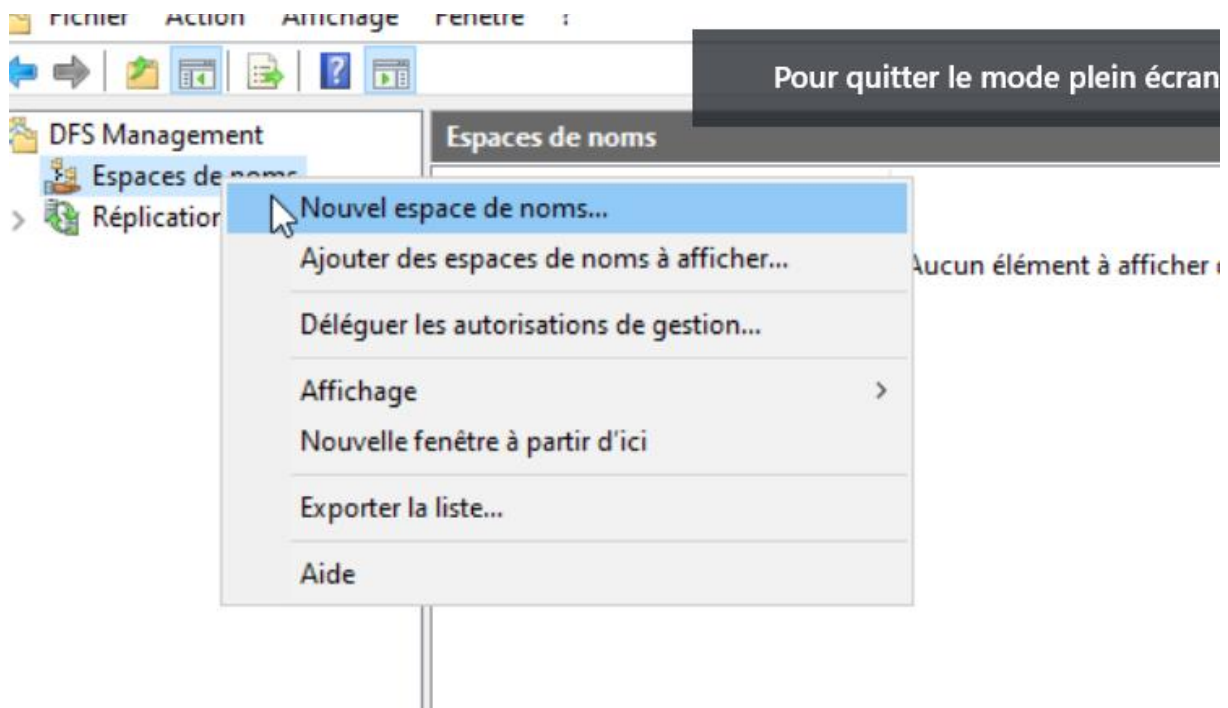 Fichier Action Affichage Fenêtre ?
Pour quitter le mode plein écran
DFS Management
Espaces de noms
Espaces de noms
Réplication
Nouvel espace de noms...
Ajouter des espaces de noms à afficher...
Aucun élément à afficher
Déléguer les autorisations de gestion...
Affichage
Nouvelle fenêtre à partir d'ici
Exporter la liste...
Aide